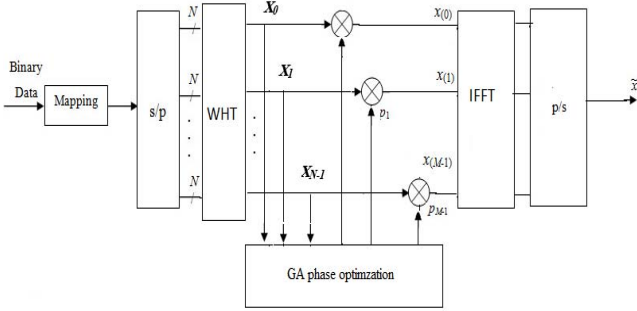 Binary
Data
Mapping
s/p
N
N
N
WHT
X0
X1
XN-1
p1
pM-1
x(0)
x(1)
x(M-1)
IFFT
p/s
x̃
GA phase optimzation